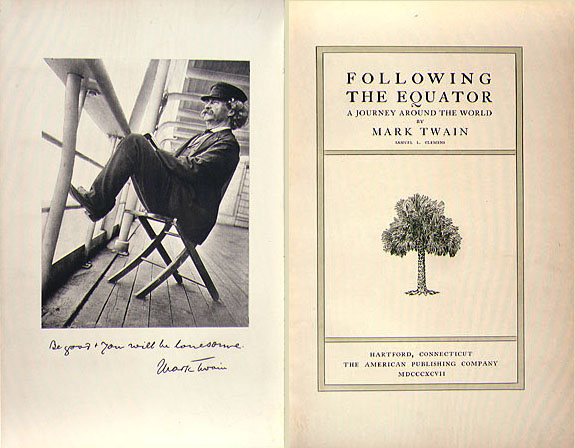 Be good + you will be lonesome.
Mark Twain
FOLLOWING
THE EQUATOR
A JOURNEY AROUND THE WORLD
BY
MARK TWAIN
SAMUEL L.
HARTFORD, CONNECTICUT
THE AMERICAN PUBLISHING COMPANY
MDCCCXCVII